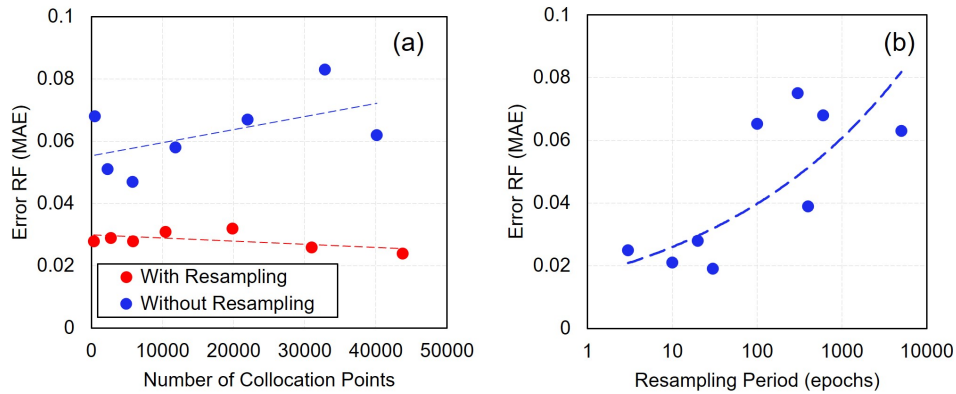 0.1
0.08
0.06
0.04
0.02
0
Error RF (MAE)
(a)
With Resampling
Without Resampling
0 10000 20000 30000 40000 50000
Number of Collocation Points
0.1
0.08
0.06
0.04
0.02
0
Error RF (MAE)
(b)
1 10 100 1000 10000
Resampling Period (epochs)